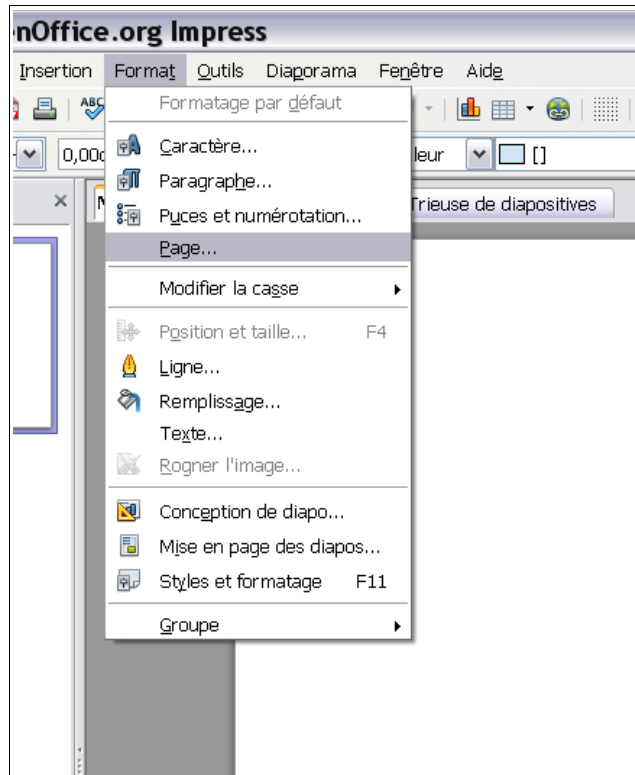 nOffice.org Impress
Insertion Format Outils Diaporama Fenêtre Aide
ABC
Formatage par défaut
Caractère...
0,00
leur []
Paragraphe...
Trieuse de diapositives
Puces et numérotation...
Page...
Modifier la casse
Position et taille... F4
Ligne...
Remplissage...
Texte...
Rogner l'image...
Conception de diapo...
Mise en page des diapos...
Styles et formatage F11
Groupe